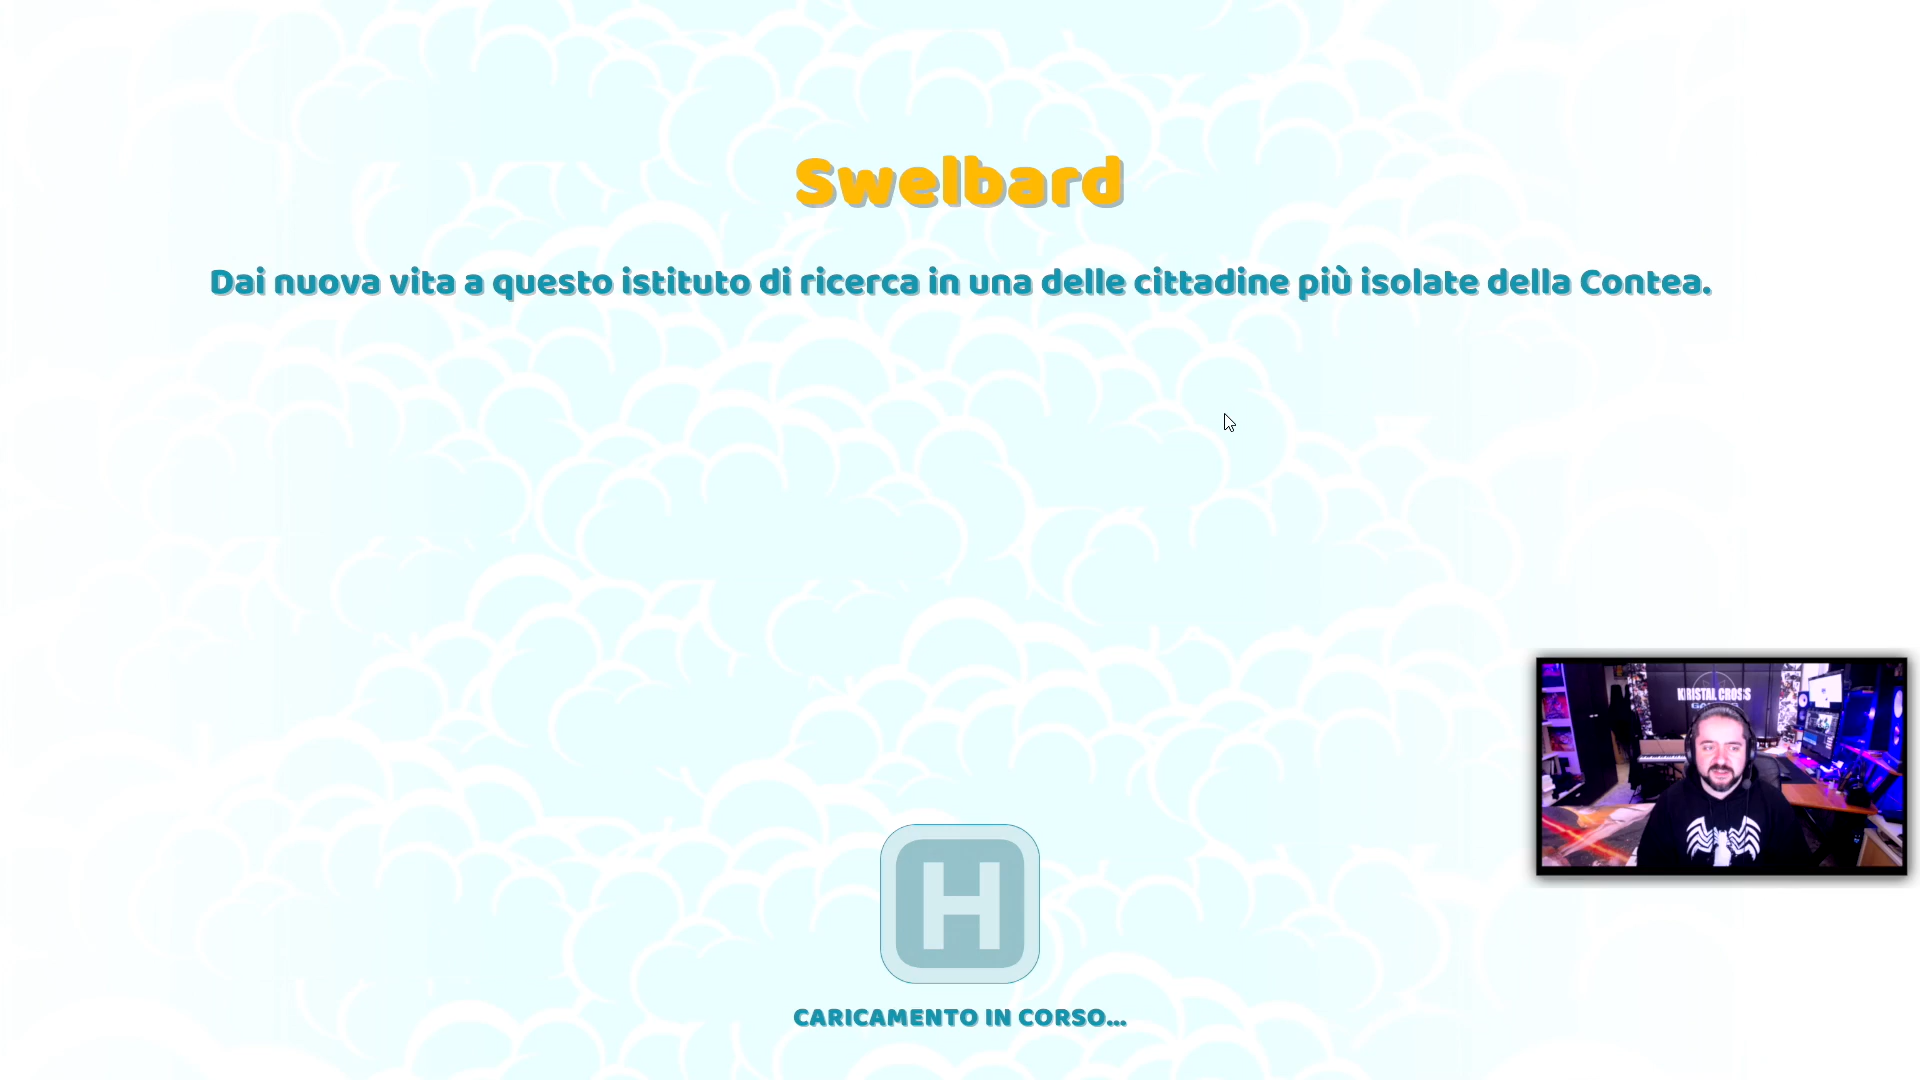 Swelbard
Dai nuova vita a questo istituto di ricerca in una delle cittadine più isolate della Contea.
KRISTAL CROSS
H
CARICAMENTO IN CORSO...